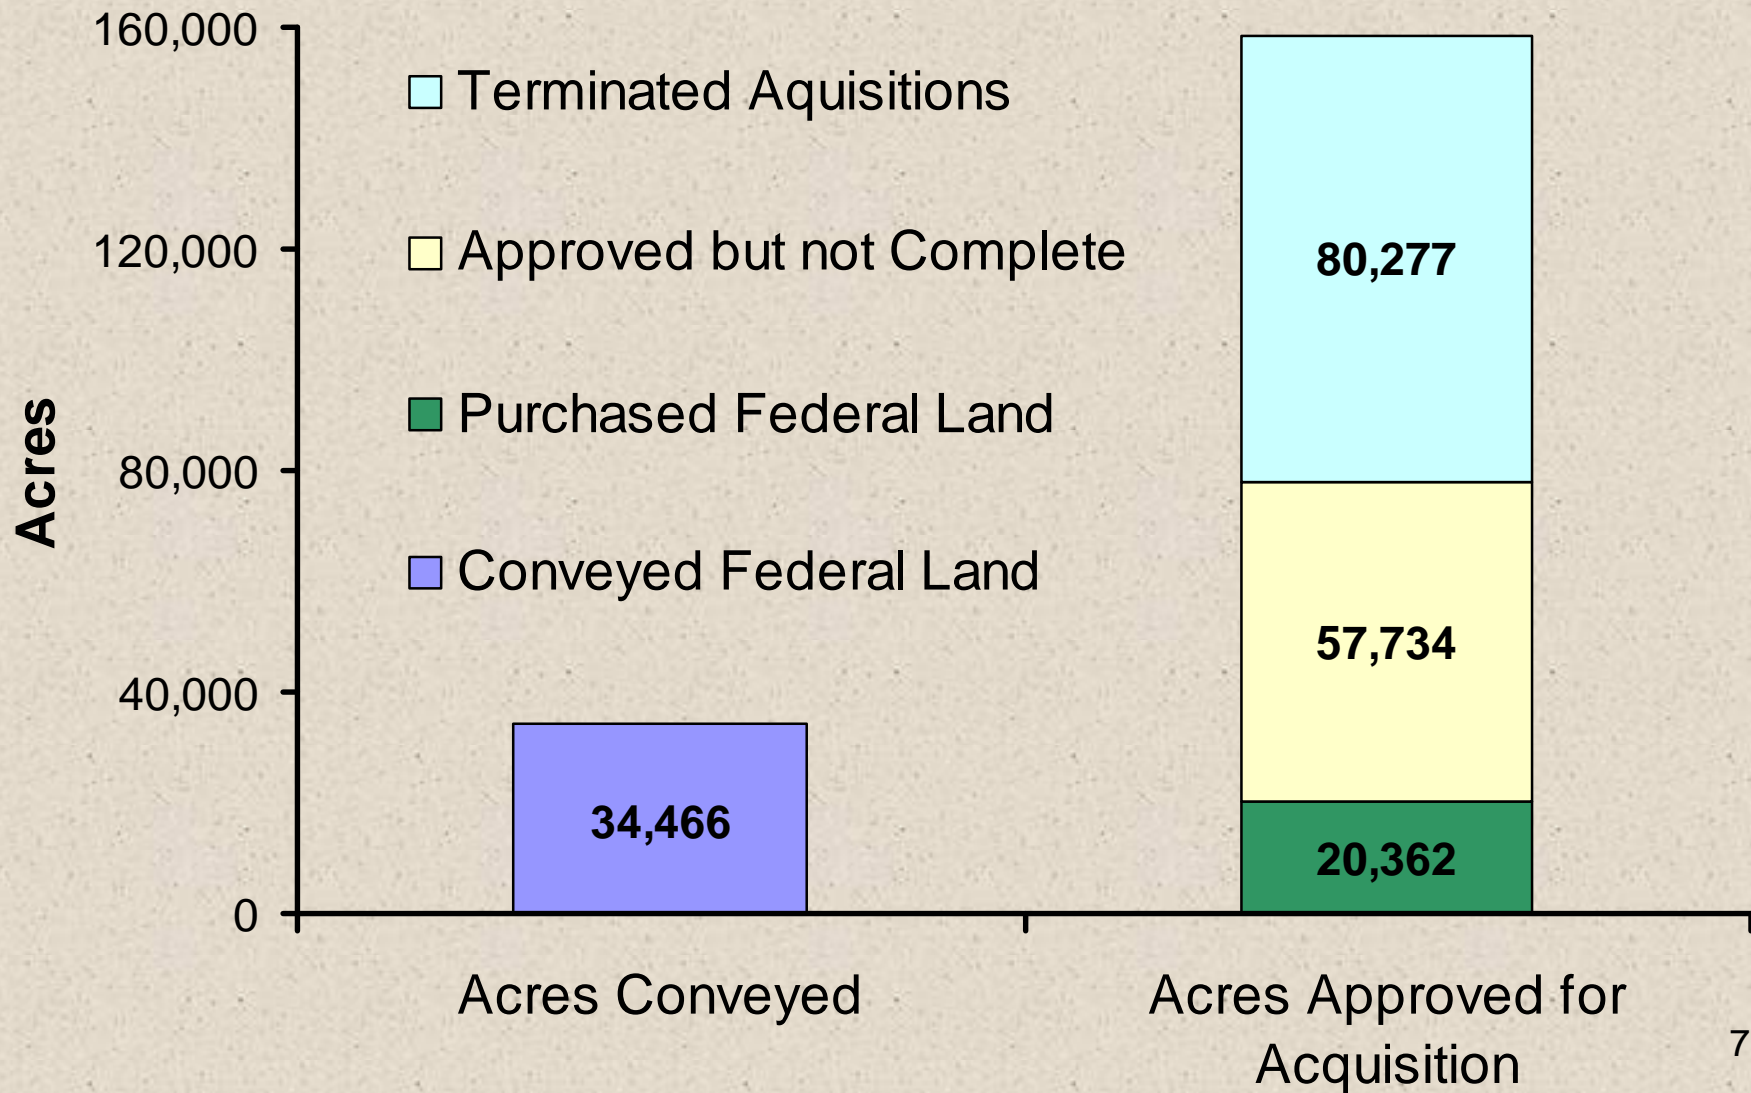 160,000
120,000
80,000
40,000
0
Acres
Terminated Aquisitions
Approved but not Complete
Purchased Federal Land
Conveyed Federal Land
34,466
80,277
57,734
20,362
Acres Conveyed
Acres Approved for
Acquisition
7